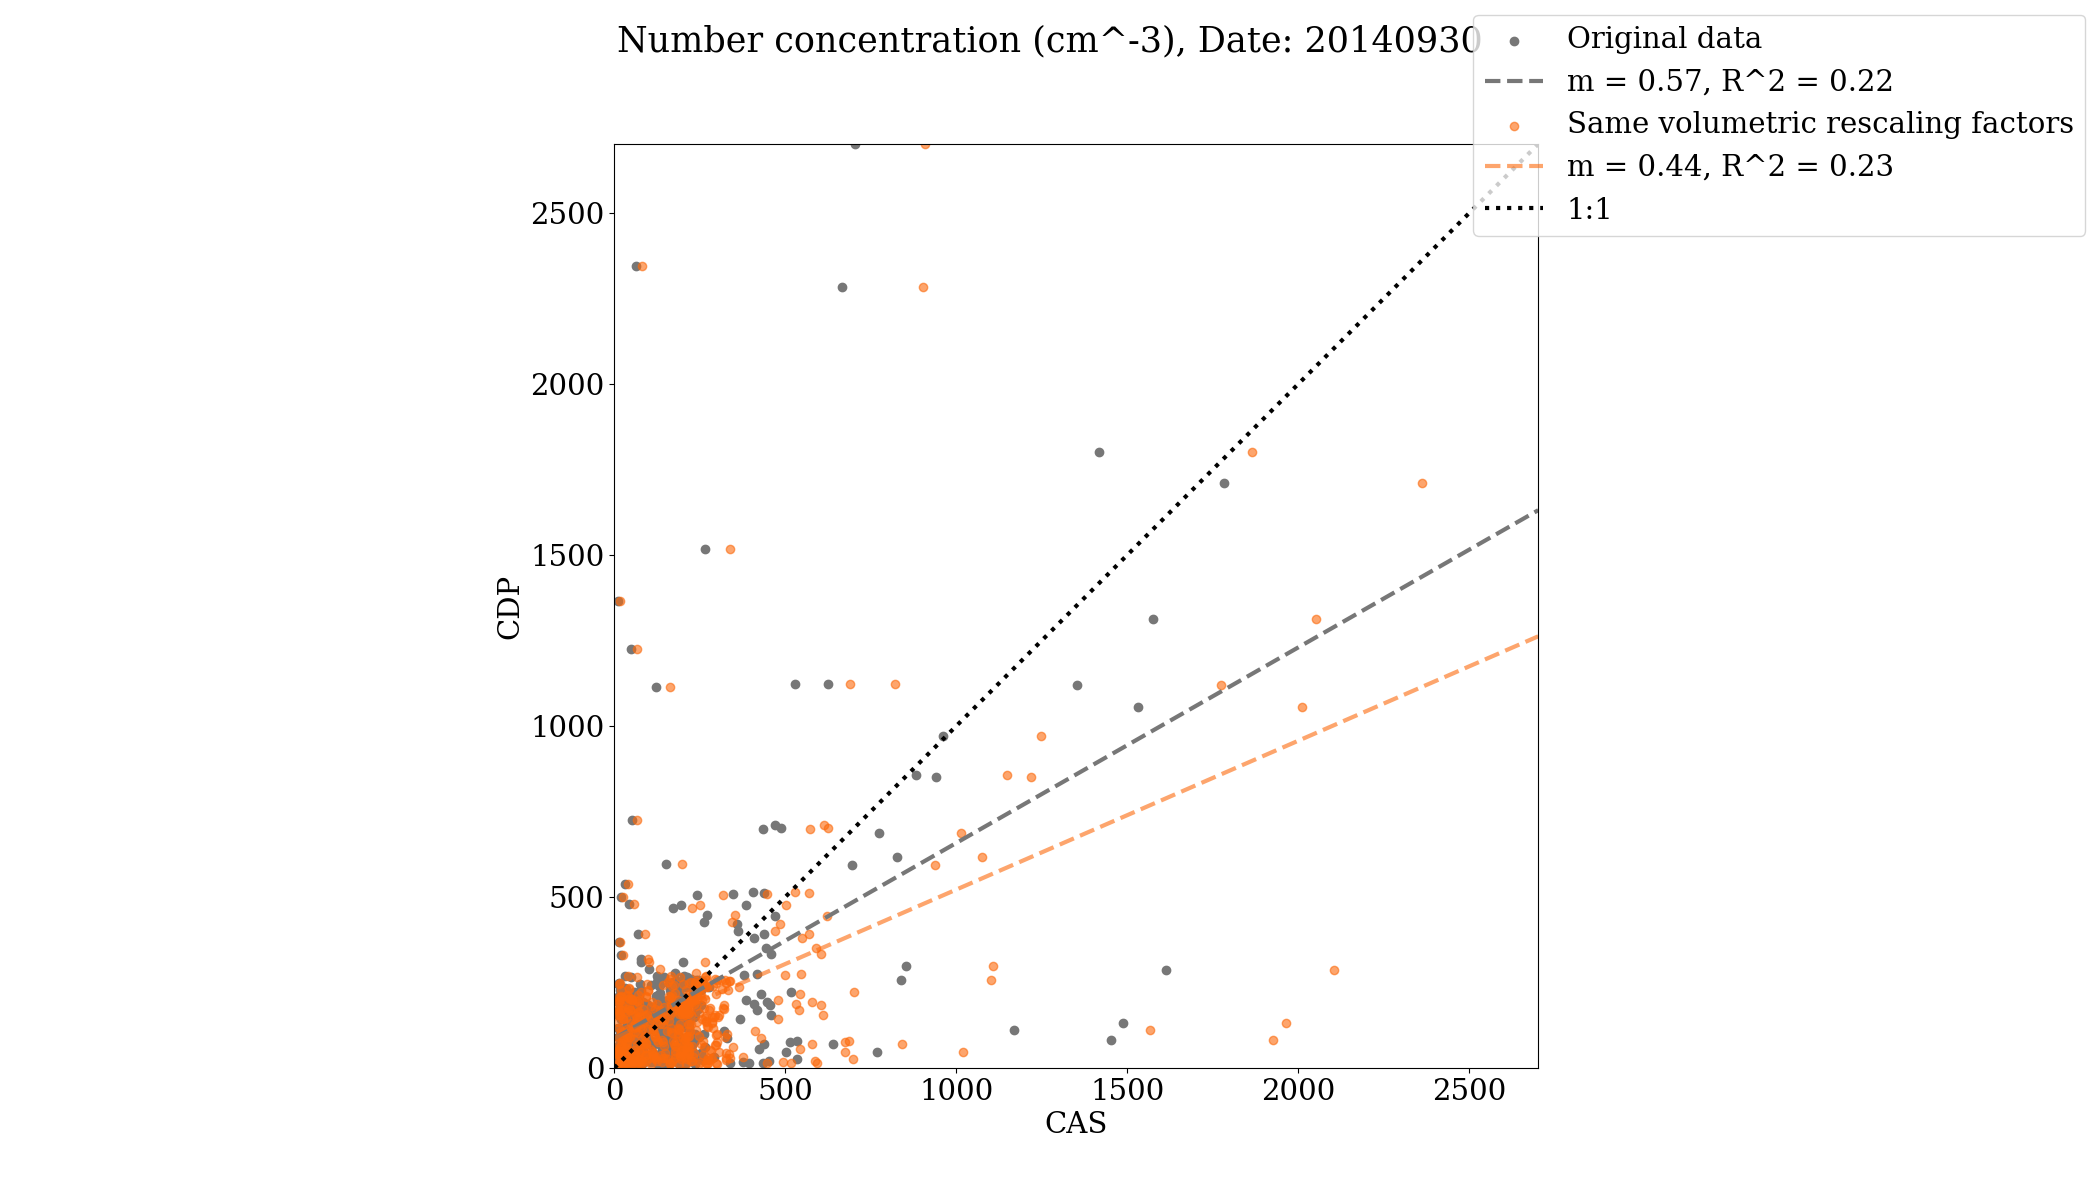 Number concentration (cm^-3), Date: 20140930
Original data
m = 0.57, R^2 = 0.22
Same volumetric rescaling factors
m = 0.44, R^2 = 0.23
1:1
2500
2000
1500
1000
500
0
CDP
0 500 1000 1500 2000 2500
CAS